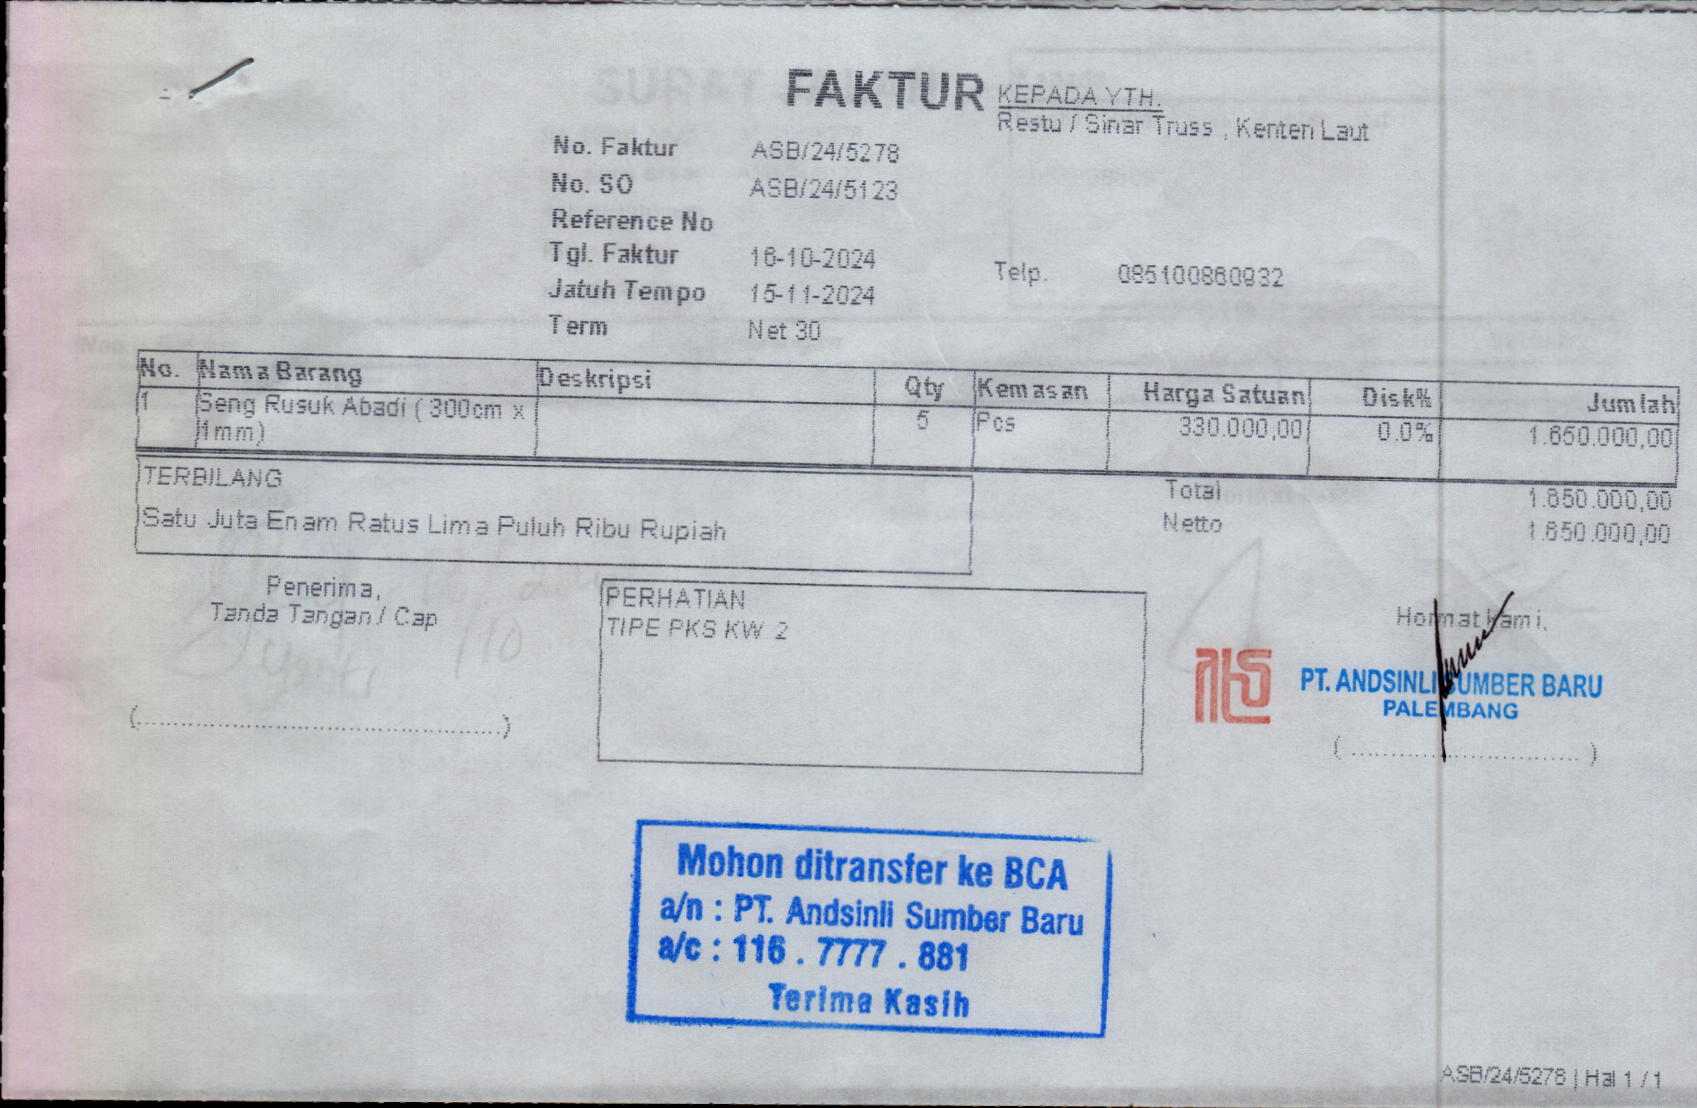 FAKTUR
KEPADA YTH.
Restu / Sinar Truss , Kenten Laut
No. Faktur ASB/24/5278
No. SO ASB/24/5123
Reference No
Tgl. Faktur 16-10-2024
Telp. 085100860932
Jatuh Tempo 15-11-2024
Term Net 30
No. Nama Barang Deskripsi Qty Kemasan Harga Satuan Disk% Jumlah
1 Seng Rusuk Abadi ( 300cm x 5 Pcs 330.000,00 0.0% 1.650.000,00
1mm)
TERBILANG
Total 1.650.000,00
Satu Juta Enam Ratus Lima Puluh Ribu Rupiah
Netto 1.650.000,00
Penerima,
Tanda Tangan / Cap
PERHATIAN
TIPE PKS KW 2
Hormat kami,
PT. ANDSINLI SUMBER BARU
PALEMBANG
(..................................................)
( ............................... )
Mohon ditransfer ke BCA
a/n : PT. Andsinli Sumber Baru
a/c : 116 . 7777 . 881
Terima Kasih
ASB/24/5278 | Hal 1 / 1